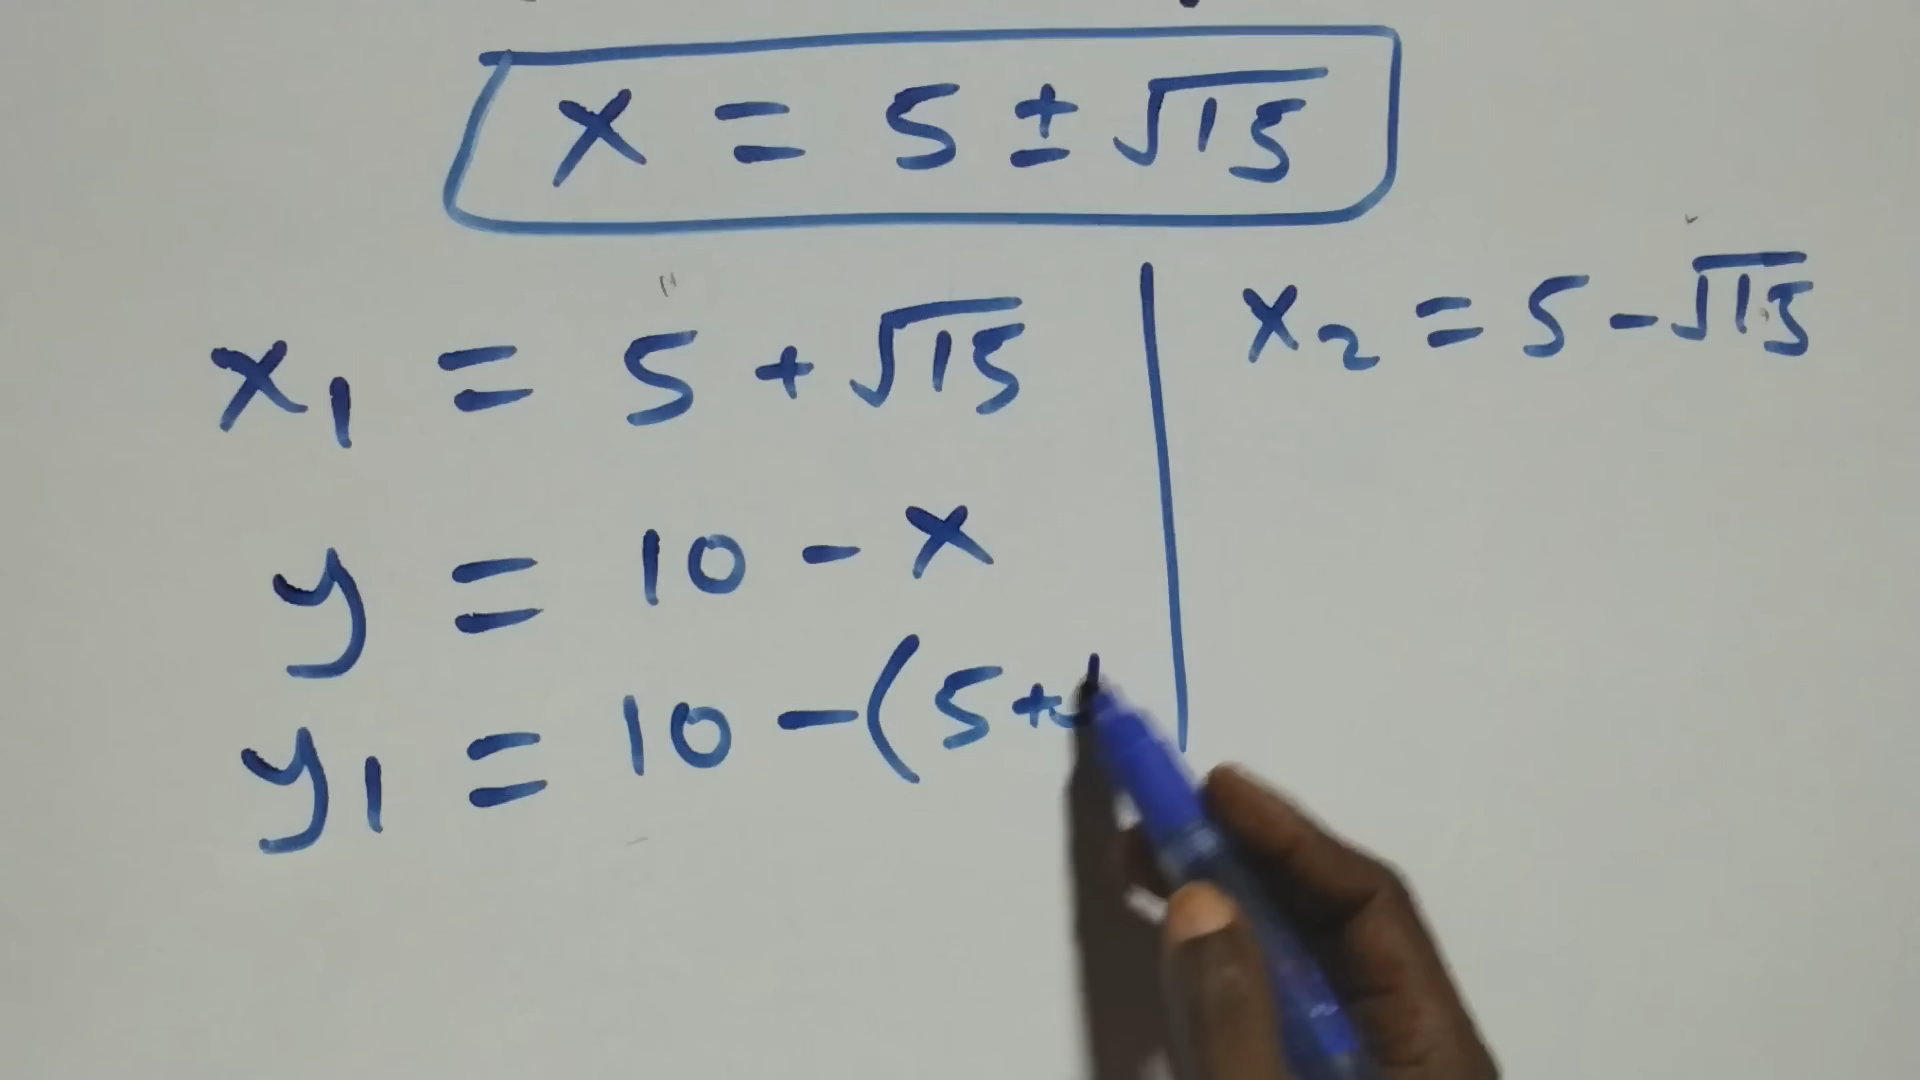 x = 5 ± √15
x₁ = 5 + √15
y = 10 - x
y₁ = 10 - (5 + √
x₂ = 5 - √15